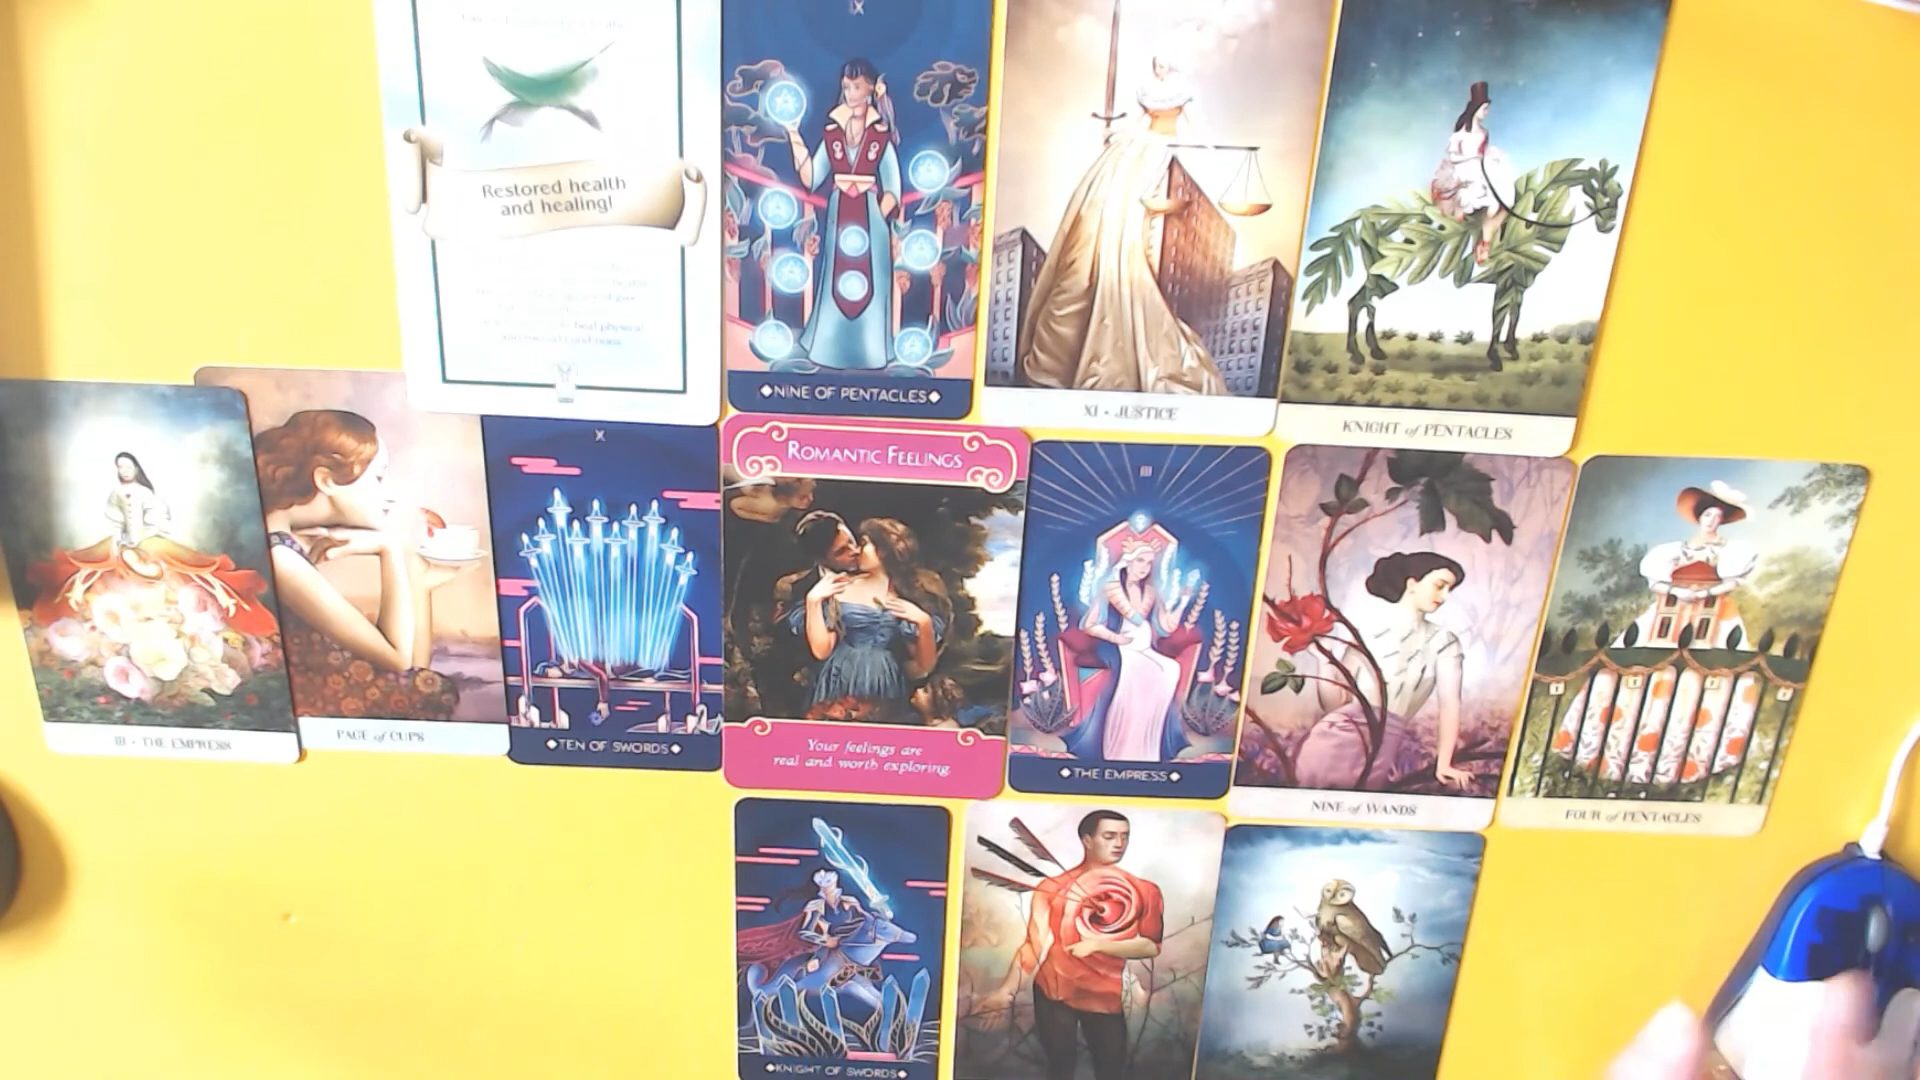 Restored health
and healing!
heal physical
IX
◆NINE OF PENTACLES◆
XI • JUSTICE
KNIGHT of PENTACLES
III • THE EMPRESS
PAGE of CUPS
X
◆TEN OF SWORDS◆
ROMANTIC FEELINGS
Your feelings are
real and worth exploring.
III
◆THE EMPRESS◆
NINE of WANDS
FOUR of PENTACLES
◆KNIGHT OF SWORDS◆